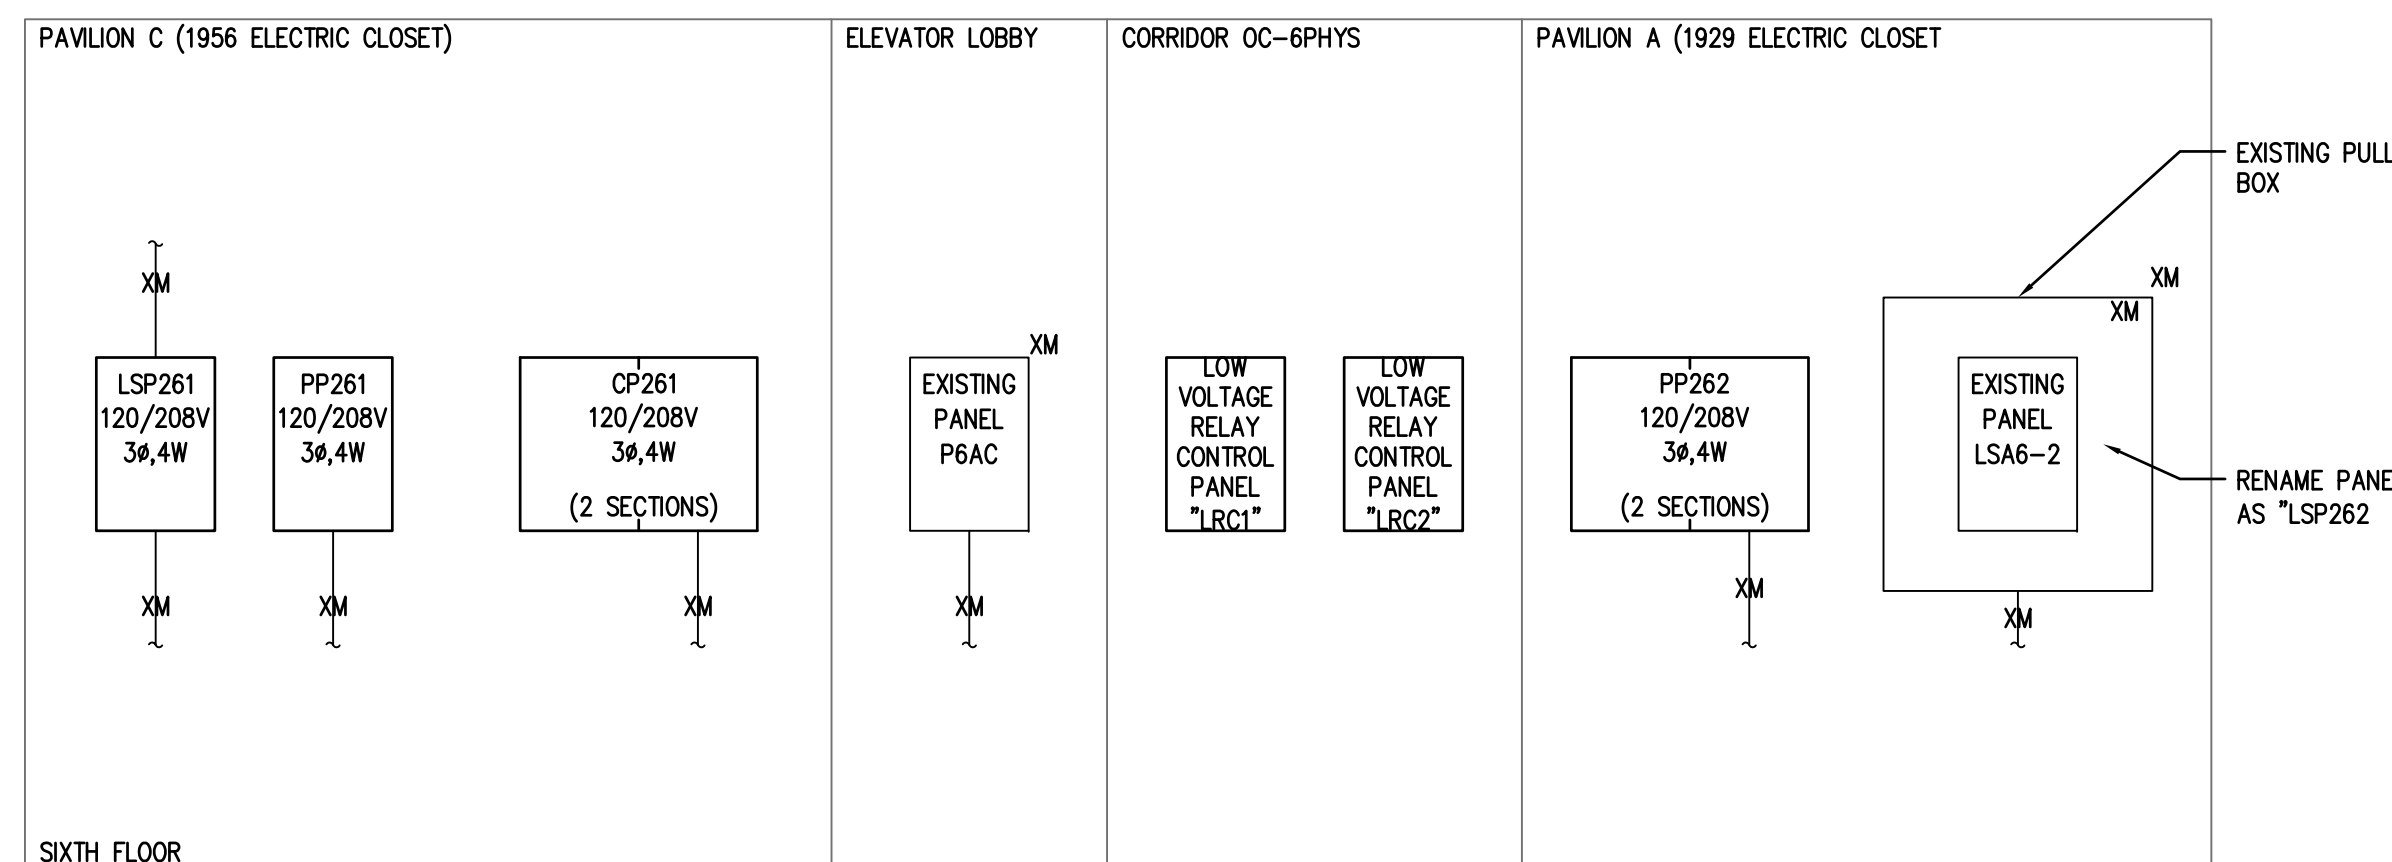 PAVILION C (1956 ELECTRIC CLOSET)
ELEVATOR LOBBY
CORRIDOR OC-6PHYS
PAVILION A (1929 ELECTRIC CLOSET
EXISTING PULL
BOX
XM
XM
XM
XM
LSP261
120/208V
3ø,4W
PP261
120/208V
3ø,4W
CP261
120/208V
3ø,4W
(2 SECTIONS)
EXISTING
PANEL
P6AC
LOW
VOLTAGE
RELAY
CONTROL
PANEL
"LRC1"
LOW
VOLTAGE
RELAY
CONTROL
PANEL
"LRC2"
PP262
120/208V
3ø,4W
(2 SECTIONS)
EXISTING
PANEL
LSA6-2
RENAME PANE
AS "LSP262
XM
XM
XM
XM
XM
XM
SIXTH FLOOR